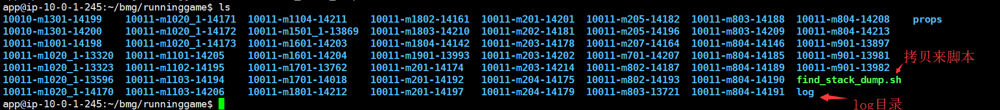 app@ip-10-0-1-245:~/bmg/runninggame$ ls
10010-m1301-14199 10011-m1020_1-14171 10011-m1104-14211 10011-m1802-14161 10011-m201-14201 10011-m205-14182 10011-m803-14188 10011-m804-14208 props
10010-m1301-14200 10011-m1020_1-14172 10011-m1501_1-13869 10011-m1803-14210 10011-m202-14181 10011-m205-14196 10011-m803-14209 10011-m804-14213
10011-m1001-14198 10011-m1020_1-14173 10011-m1601-14203 10011-m1804-14142 10011-m203-14178 10011-m207-14164 10011-m804-14146 10011-m901-13897
10011-m1020_1-13320 10011-m1101-14205 10011-m1601-14204 10011-m1901-13993 10011-m203-14202 10011-m701-14207 10011-m804-14185 10011-m901-13981 拷贝来脚本
10011-m1020_1-13323 10011-m1102-14195 10011-m1701-13762 10011-m201-14174 10011-m203-14214 10011-m802-14187 10011-m804-14189 10011-m901-13982
10011-m1020_1-13596 10011-m1103-14194 10011-m1701-14018 10011-m201-14192 10011-m204-14175 10011-m802-14193 10011-m804-14190 find_stack_dump.sh
10011-m1020_1-14170 10011-m1103-14206 10011-m1801-14212 10011-m201-14197 10011-m204-14179 10011-m803-13721 10011-m804-14191 log
app@ip-10-0-1-245:~/bmg/runninggame$ log目录